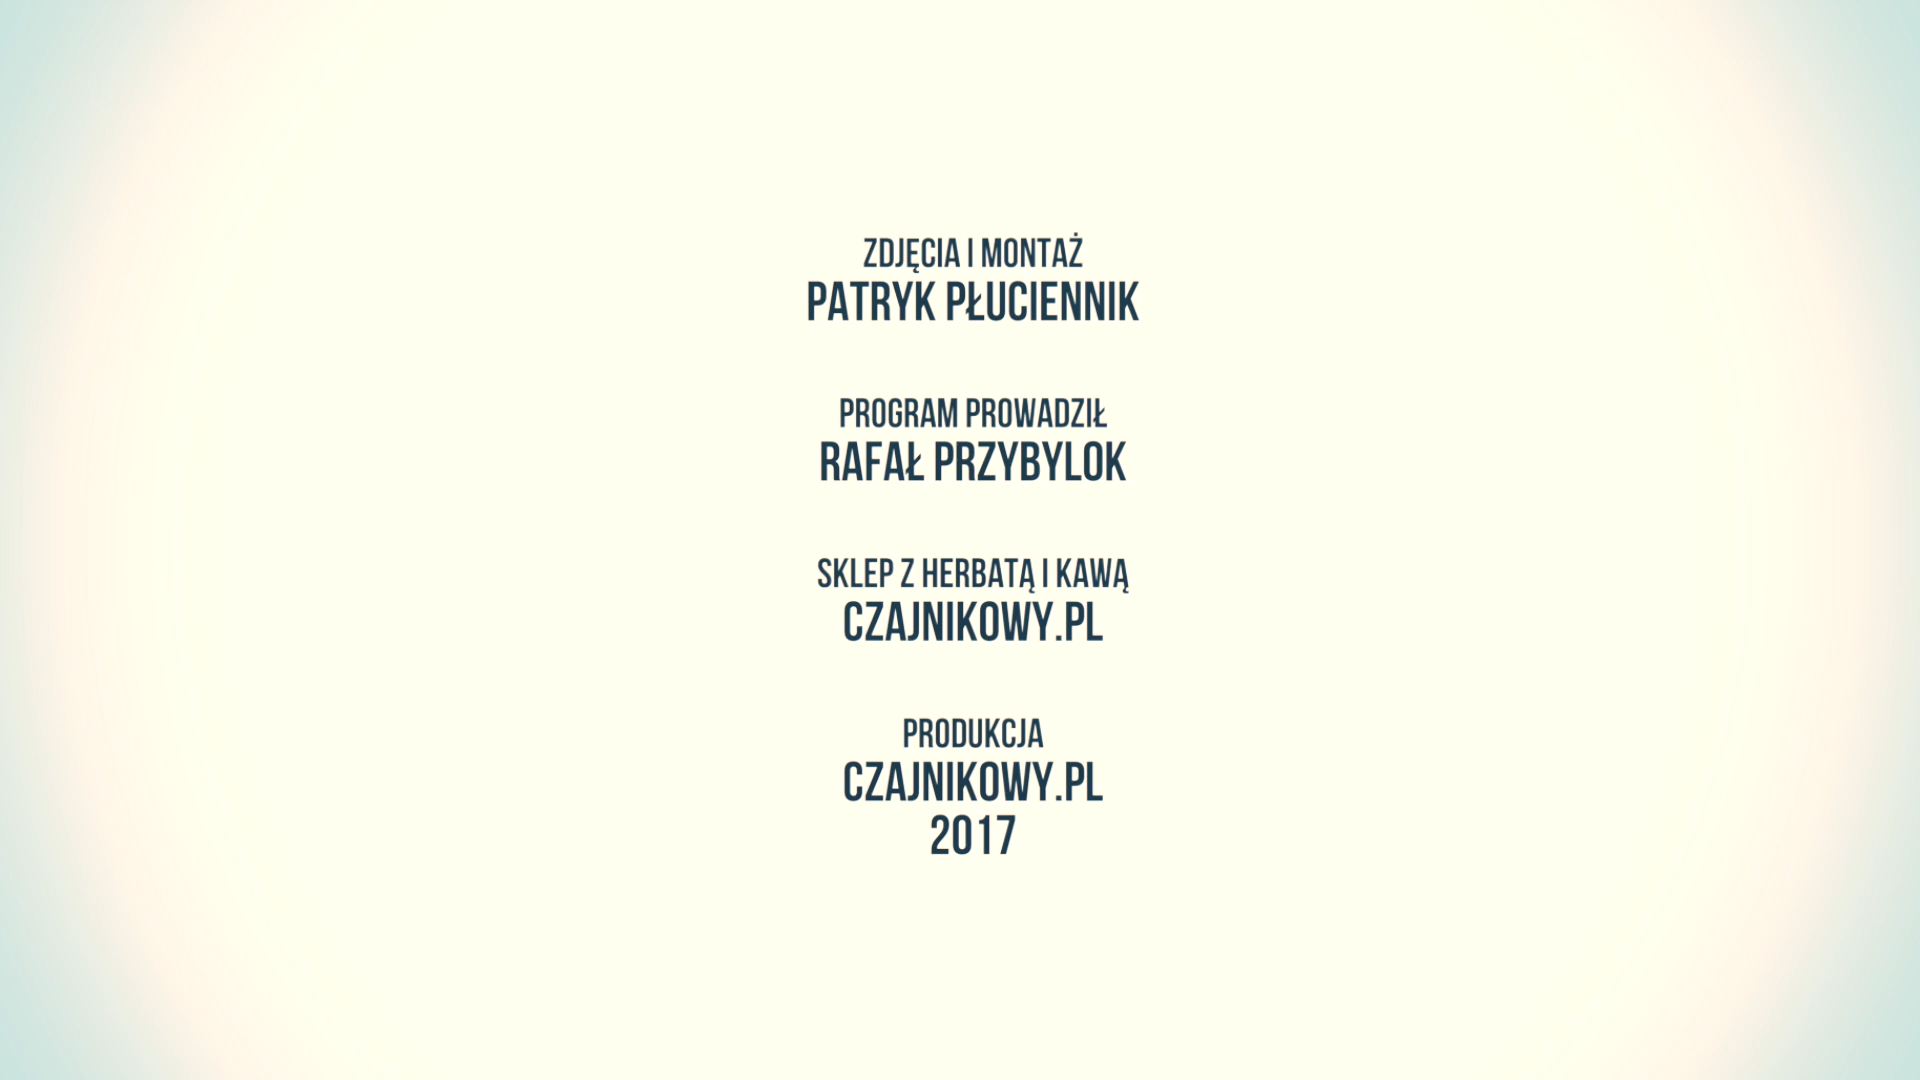 ZDJĘCIA I MONTAŻ
PATRYK PŁUCIENNIK
PROGRAM PROWADZIŁ
RAFAŁ PRZYBYLOK
SKLEP Z HERBATĄ I KAWĄ
CZAJNIKOWY.PL
PRODUKCJA
CZAJNIKOWY.PL
2017